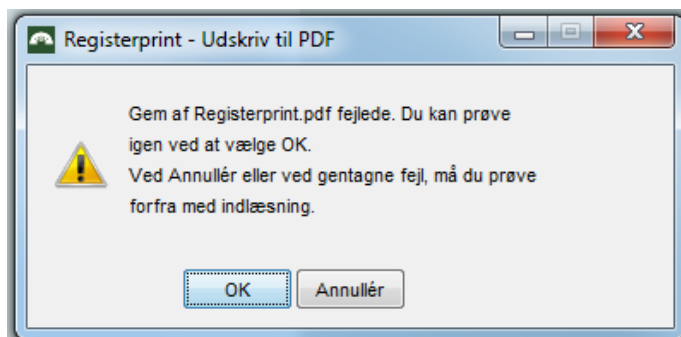 Registerprint - Udskriv til PDF
Gem af Registerprint.pdf fejlede. Du kan prøve
igen ved at vælge OK.
Ved Annullér eller ved gentagne fejl, må du prøve
forfra med indlæsning.
OK
Annullér